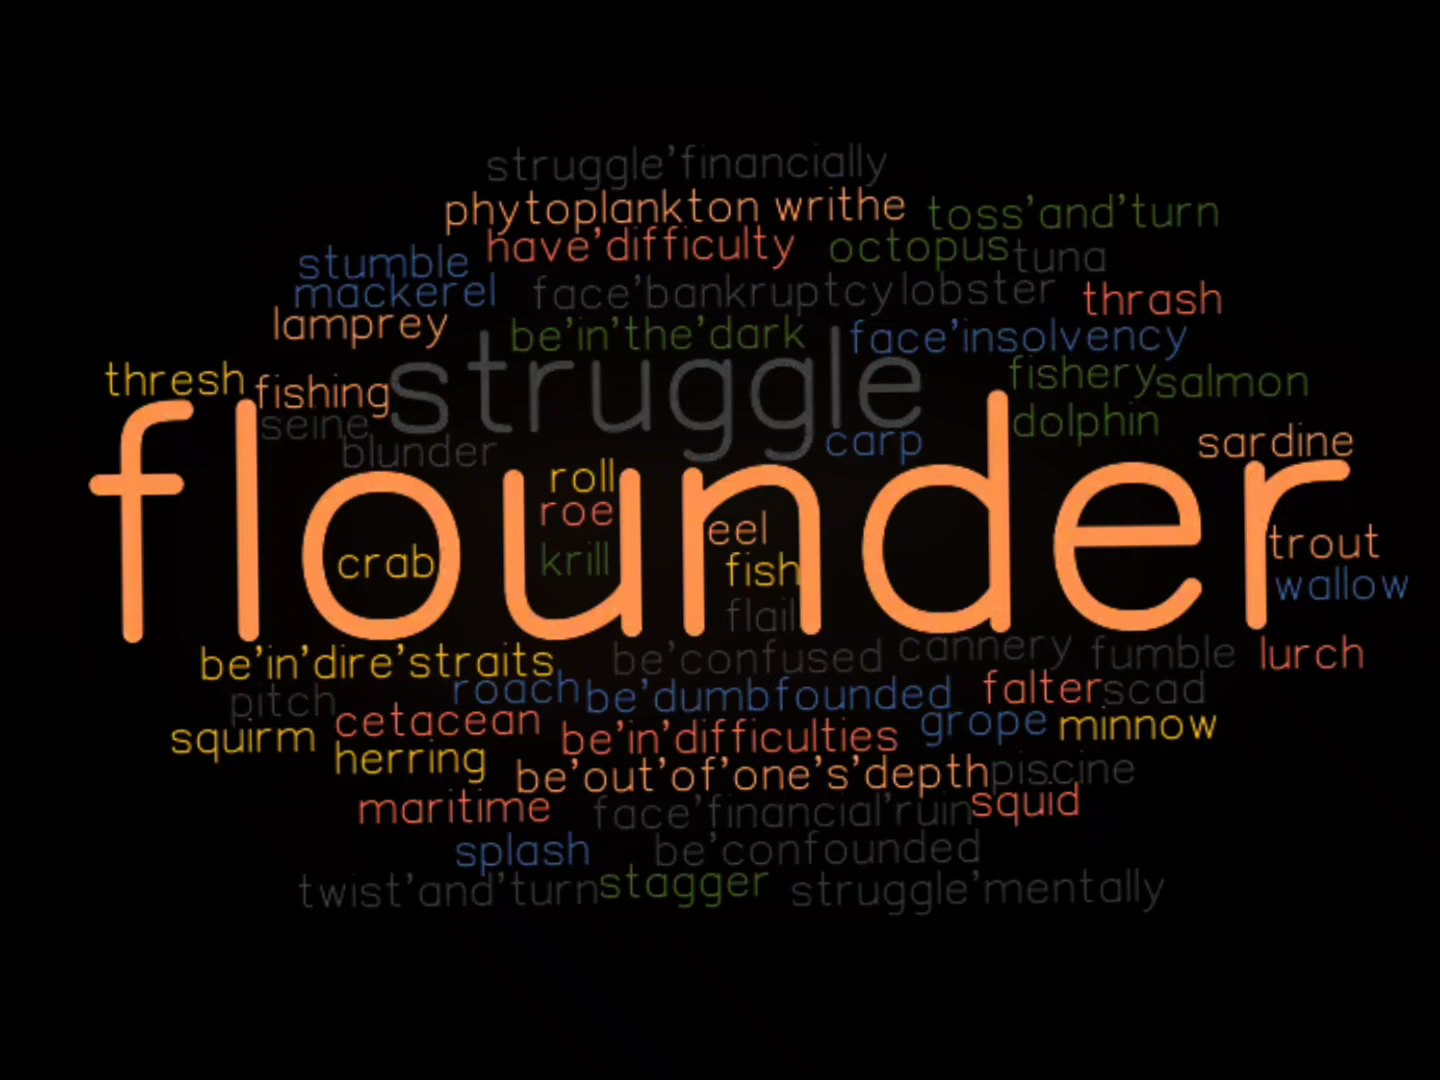 struggle'financially
phytoplankton writhe toss'and'turn
have'difficulty octopus tuna
stumble
mackerel face'bankruptcy lobster thrash
lamprey be'in'the'dark face'insolvency
thresh fishing struggle fishery salmon
seine dolphin
blunder carp sardine
flounder
roll
roe eel
crab krill fish trout
wallow
flail
be'in'dire'straits be'confused cannery fumble lurch
pitch roach be'dumbfounded falter scad
squirm cetacean be'in'difficulties grope minnow
herring be'out'of'one's'depth piscine
maritime face'financial'ruin squid
splash be'confounded
twist'and'turn stagger struggle'mentally